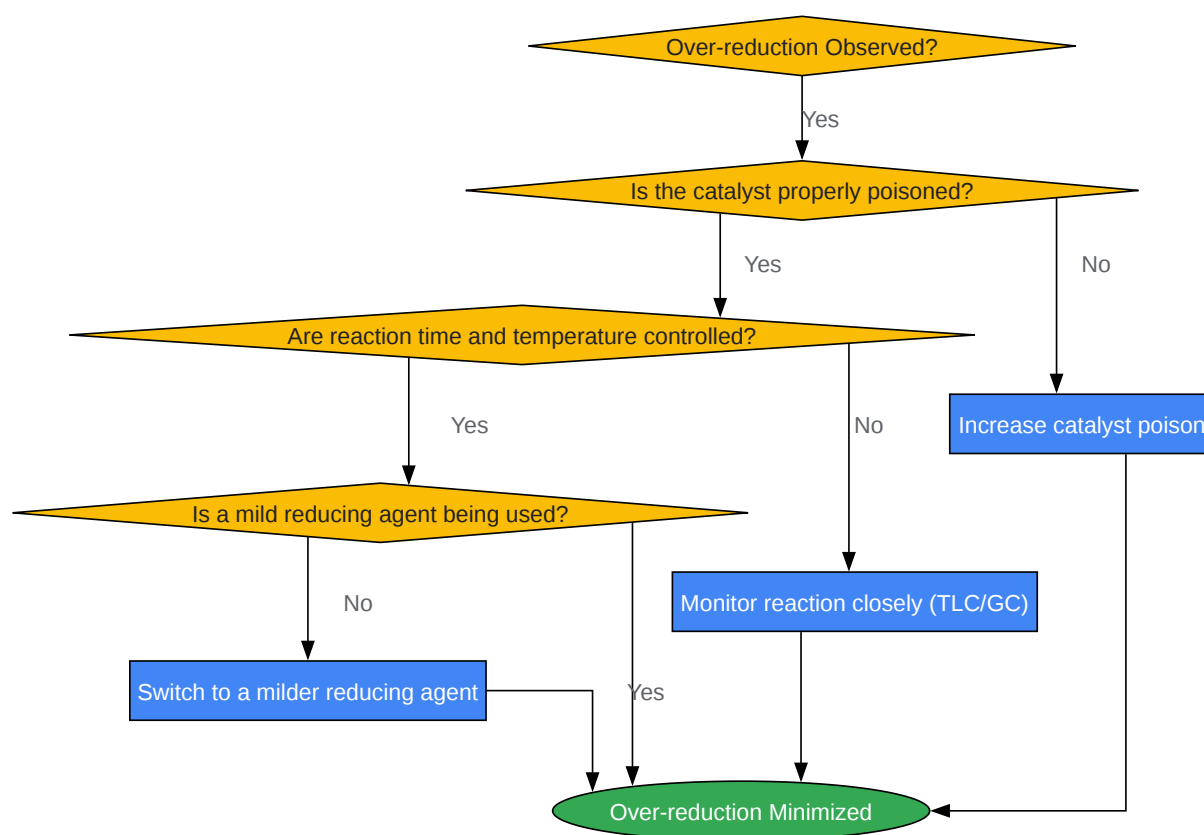 Over-reduction Observed?
Yes
Is the catalyst properly poisoned?
Yes
No
Are reaction time and temperature controlled?
Yes
No
Increase catalyst poison
Is a mild reducing agent being used?
No
Monitor reaction closely (TLC/GC)
Switch to a milder reducing agent
Yes
Over-reduction Minimized